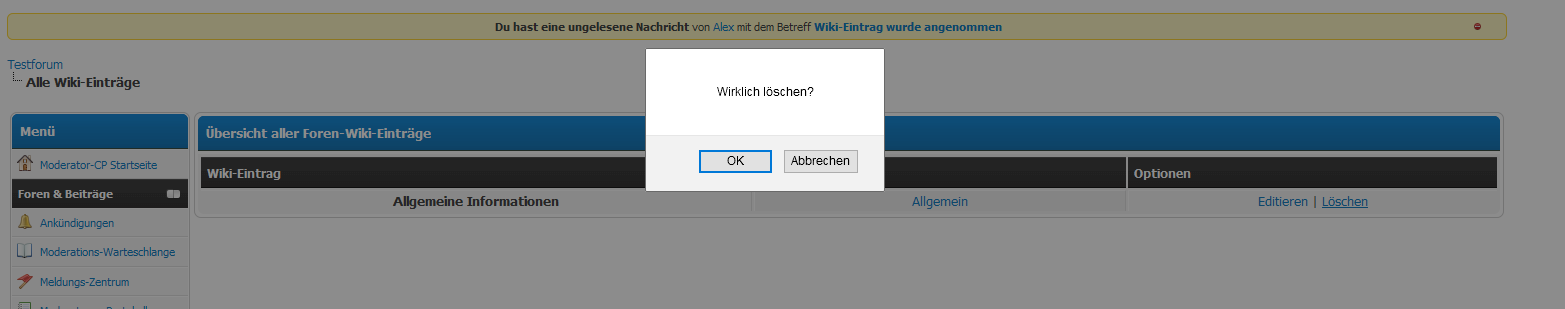 Du hast eine ungelesene Nachricht von Alex mit dem Betreff Wiki-Eintrag wurde angenommen
Testforum
Alle Wiki-Einträge
Wirklich löschen?
OK Abbrechen
Menü
Moderator-CP Startseite
Foren & Beiträge
Ankündigungen
Moderations-Warteschlange
Meldungs-Zentrum
Übersicht aller Foren-Wiki-Einträge
Wiki-Eintrag Optionen
Allgemeine Informationen Allgemein Editieren | Löschen